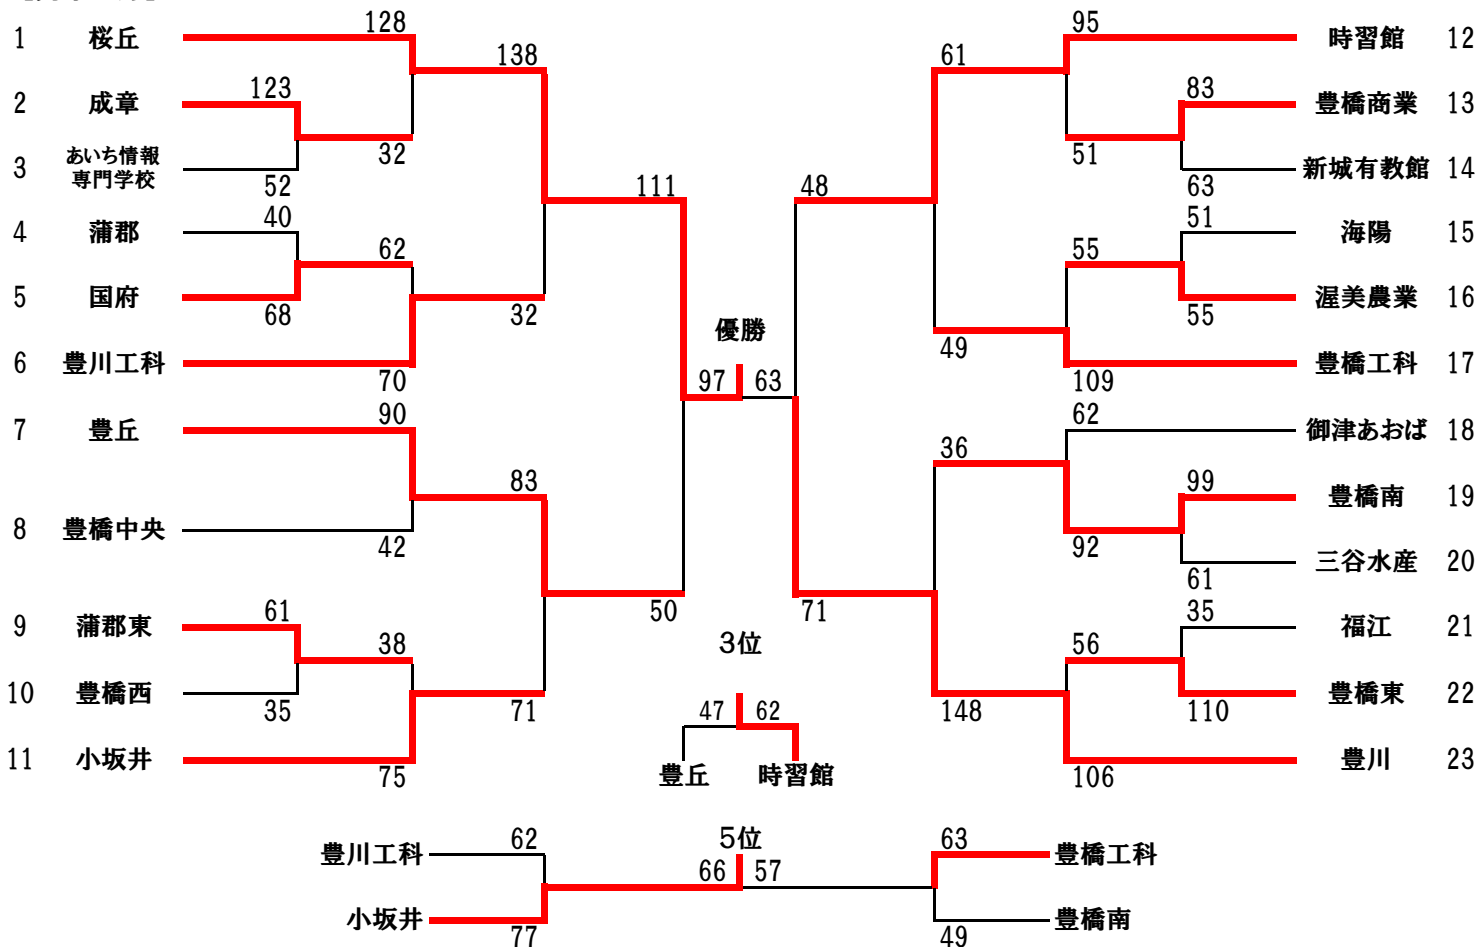 1 桜丘 128 95 時習館 12
138 61
2 成章 123 83 豊橋商業 13
32 51
3 あいち情報
専門学校 52 63 新城有教館 14
111 48
4 蒲郡 40 51 海陽 15
62 55
5 国府 68 55 渥美農業 16
32 優勝 49
6 豊川工科 70 97 63 109 豊橋工科 17
7 豊丘 90 62 御津あおば 18
83 36
99 豊橋南 19
8 豊橋中央 42 92
61 三谷水産 20
50 71
9 蒲郡東 61 35 福江 21
38 3位 56
10 豊橋西 35 110 豊橋東 22
71 47 62 148
11 小坂井 75 豊丘 時習館 106 豊川 23
豊川工科 62 5位 63 豊橋工科
66 57
小坂井 77 49 豊橋南